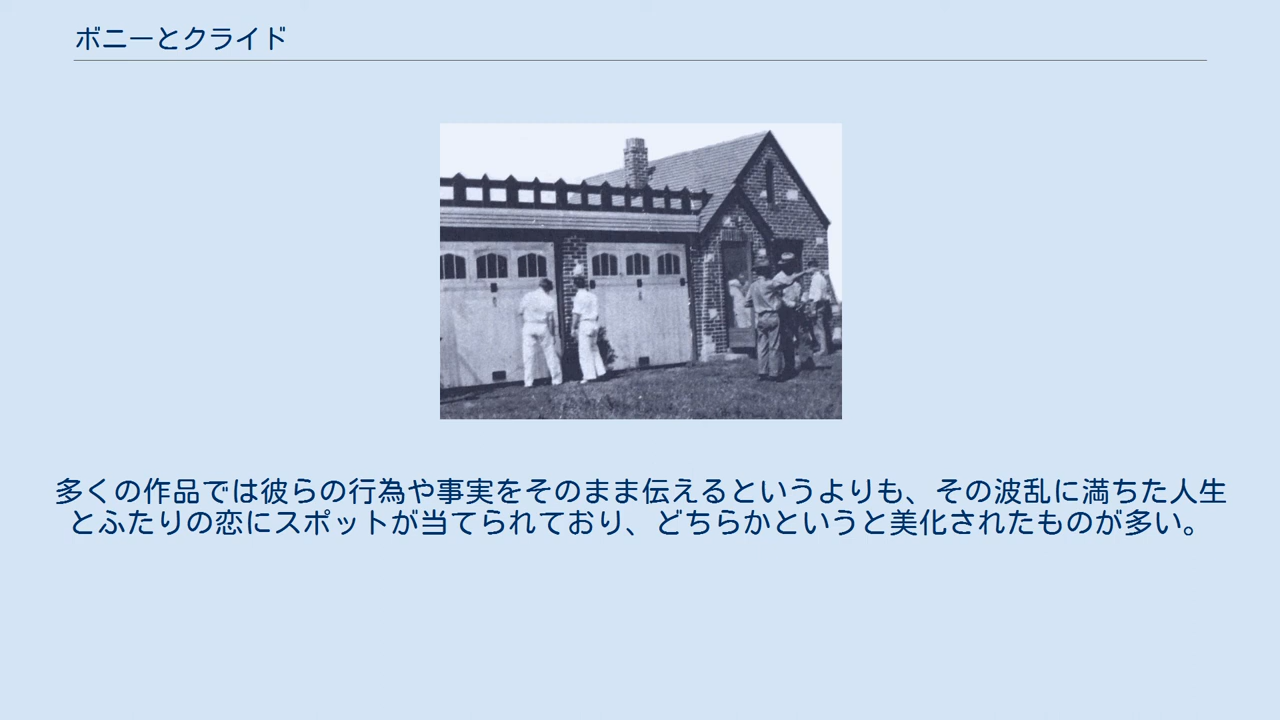 ボニーとクライド
多くの作品では彼らの行為や事実をそのまま伝えるというよりも、その波乱に満ちた人生
とふたりの恋にスポットが当てられており、どちらかというと美化されたものが多い。